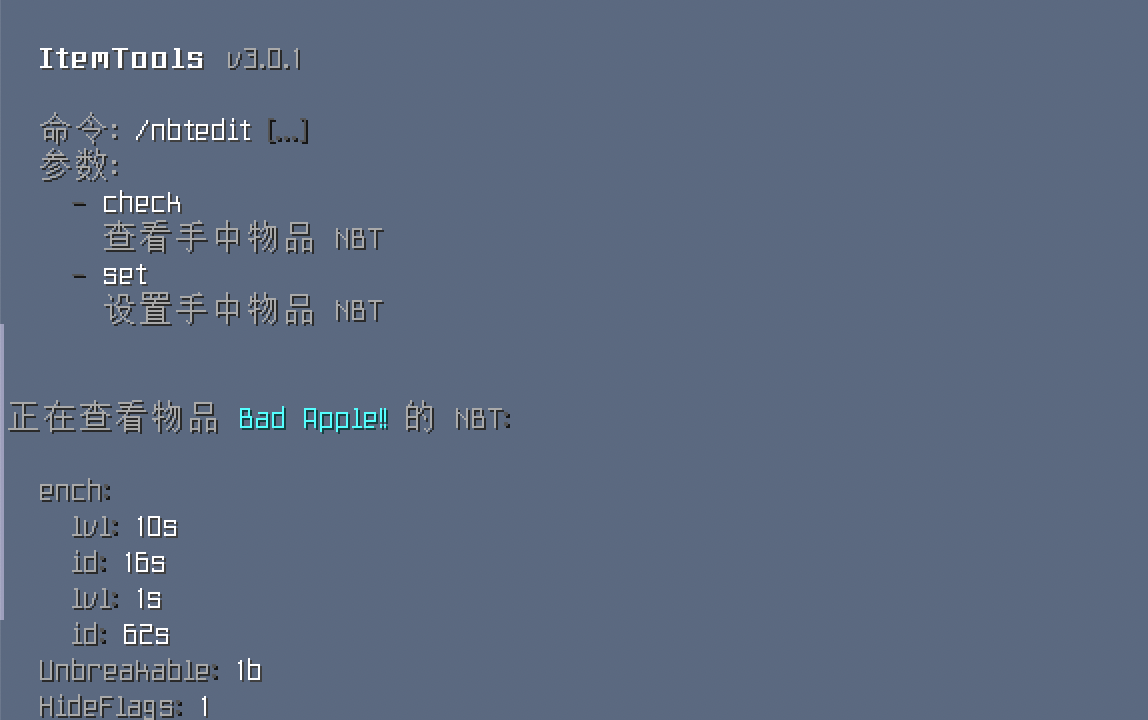 ItemTools v3.0.1
命令: /nbtedit [...]
参数:
- check
查看手中物品 NBT
- set
设置手中物品 NBT
正在查看物品 Bad Apple!! 的 NBT:
ench:
lvl: 10s
id: 16s
lvl: 1s
id: 62s
Unbreakable: 1b
HideFlags: 1